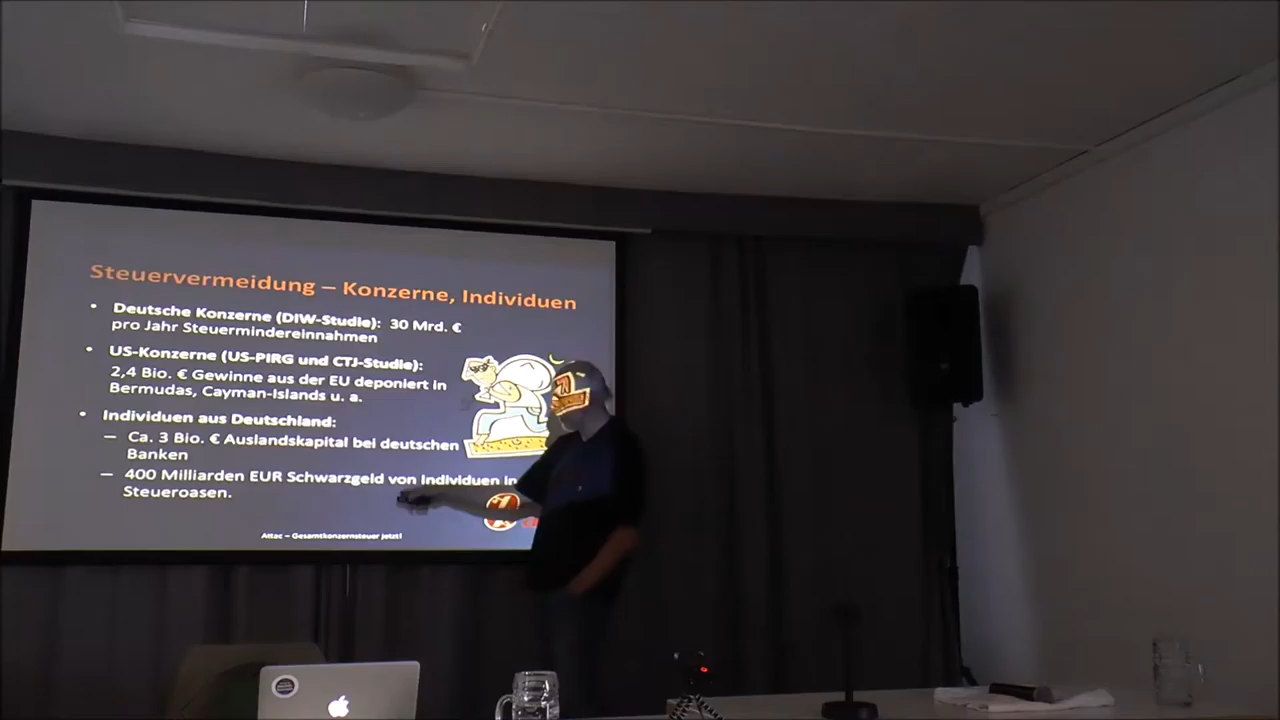 Steuervermeidung – Konzerne, Individuen
• Deutsche Konzerne (DIW-Studie): 30 Mrd. €
pro Jahr Steuermindereinnahmen
• US-Konzerne (US-PIRG und CTJ-Studie):
2,4 Bio. € Gewinne aus der EU deponiert in
Bermudas, Cayman-Islands u. a.
• Individuen aus Deutschland:
– Ca. 3 Bio. € Auslandskapital bei deutschen
Banken
– 400 Milliarden EUR Schwarzgeld von Individuen in
Steueroasen.
Attac – Gesamtkonzernsteuer jetzt!